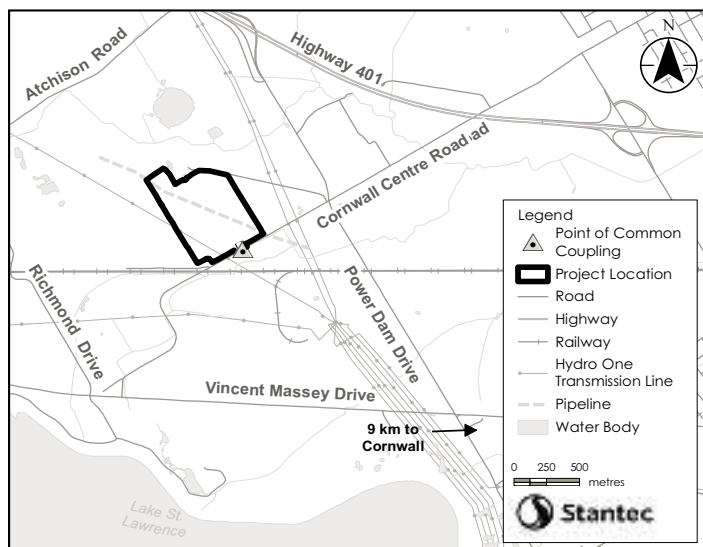 N
Atchison Road
Highway 401
Cornwall Centre Road
ad
Richmond Drive
Power Dam Drive
Vincent Massey Drive
9 km to
Cornwall
Lake St.
Lawrence
Legend
Point of Common
Coupling
Project Location
Road
Highway
Railway
Hydro One
Transmission Line
Pipeline
Water Body
0 250 500
metres
Stantec